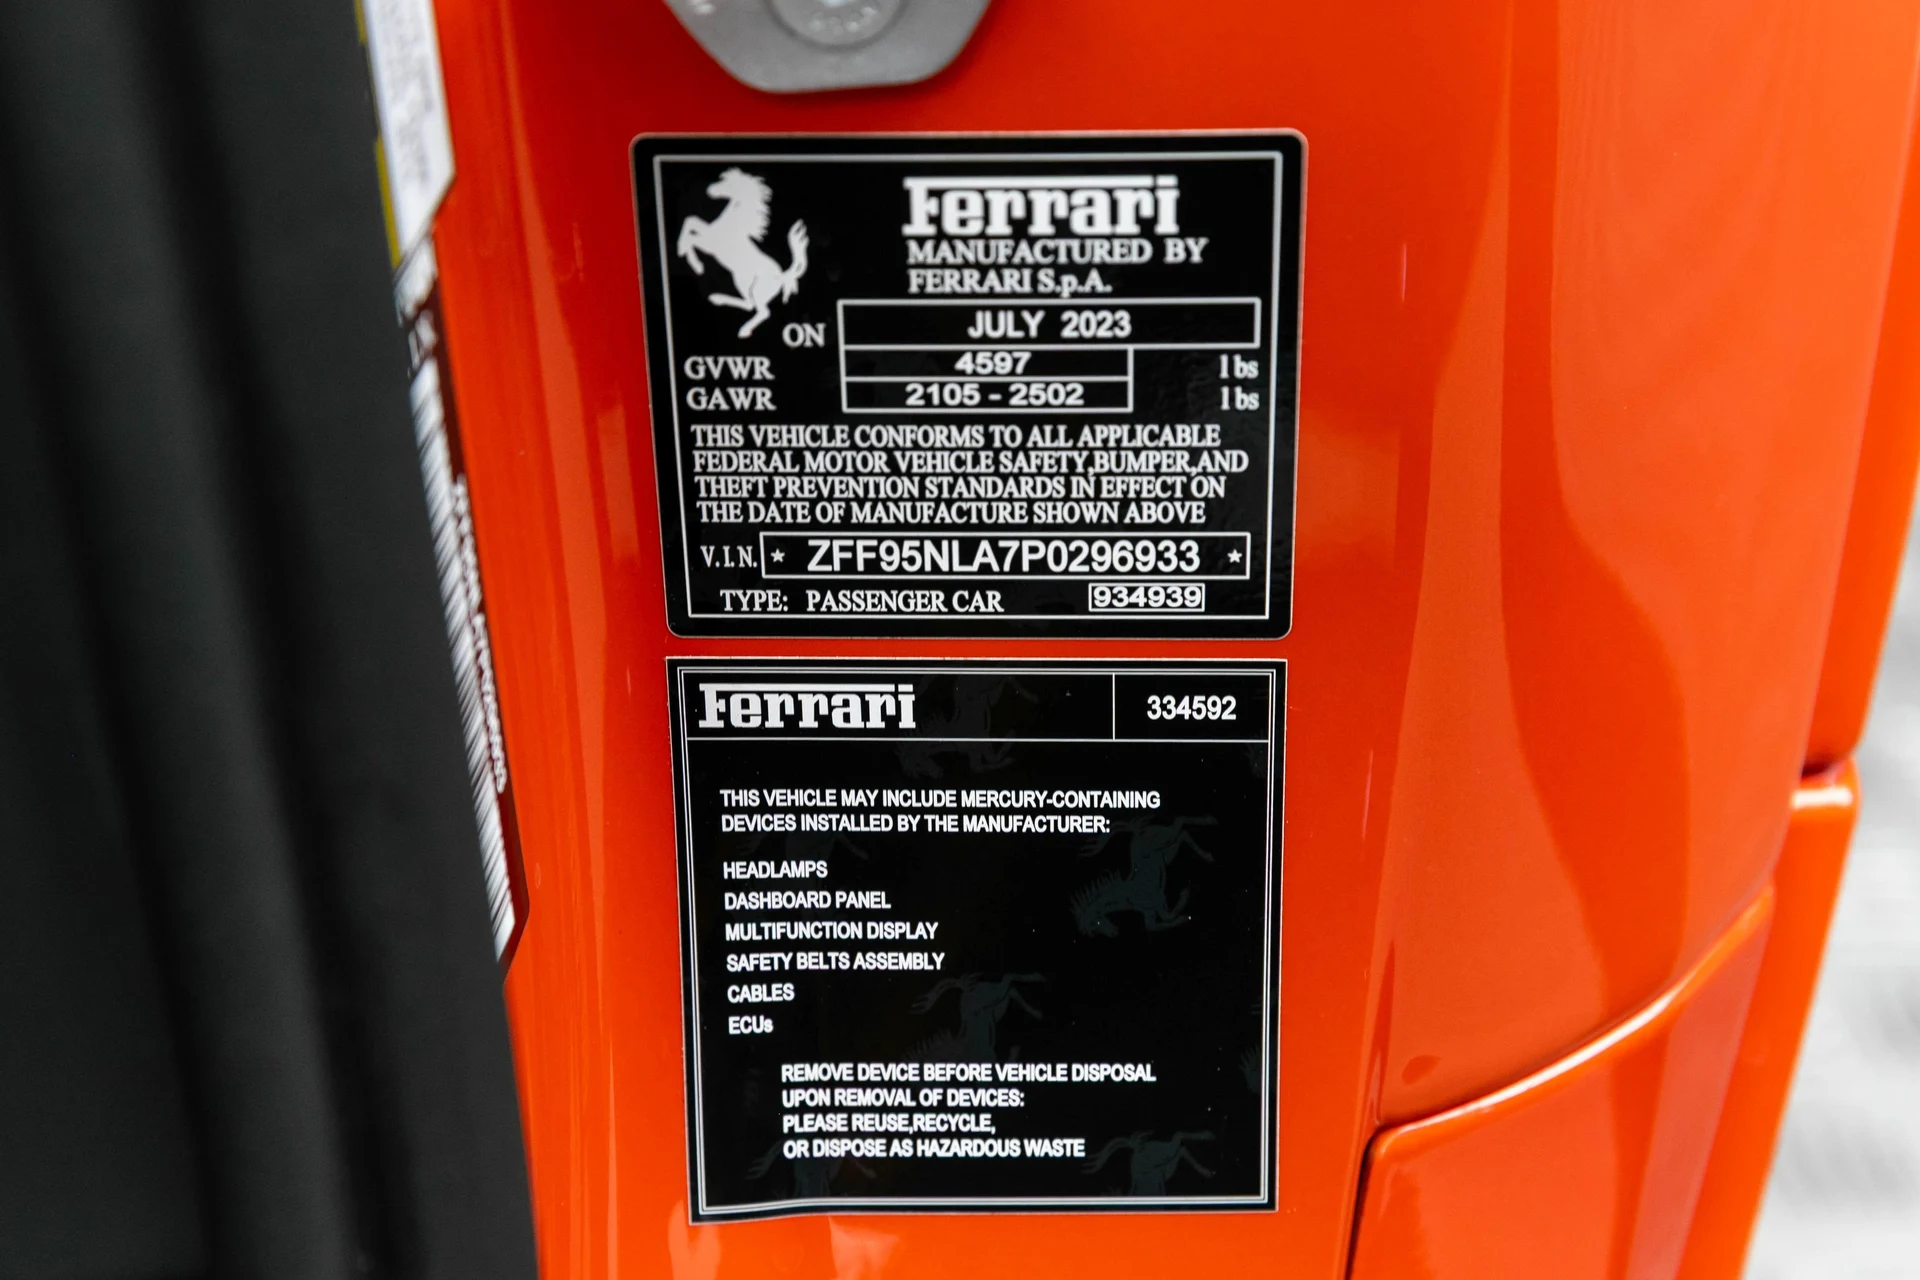 Ferrari
MANUFACTURED BY
FERRARI S.p.A.
ON JULY 2023
GVWR 4597 lbs
GAWR 2105 - 2502 lbs
THIS VEHICLE CONFORMS TO ALL APPLICABLE
FEDERAL MOTOR VEHICLE SAFETY,BUMPER,AND
THEFT PREVENTION STANDARDS IN EFFECT ON
THE DATE OF MANUFACTURE SHOWN ABOVE
V.I.N. * ZFF95NLA7P0296933 *
TYPE: PASSENGER CAR 934939
Ferrari 334592
THIS VEHICLE MAY INCLUDE MERCURY-CONTAINING
DEVICES INSTALLED BY THE MANUFACTURER:
HEADLAMPS
DASHBOARD PANEL
MULTIFUNCTION DISPLAY
SAFETY BELTS ASSEMBLY
CABLES
ECUs
REMOVE DEVICE BEFORE VEHICLE DISPOSAL
UPON REMOVAL OF DEVICES:
PLEASE REUSE,RECYCLE,
OR DISPOSE AS HAZARDOUS WASTE